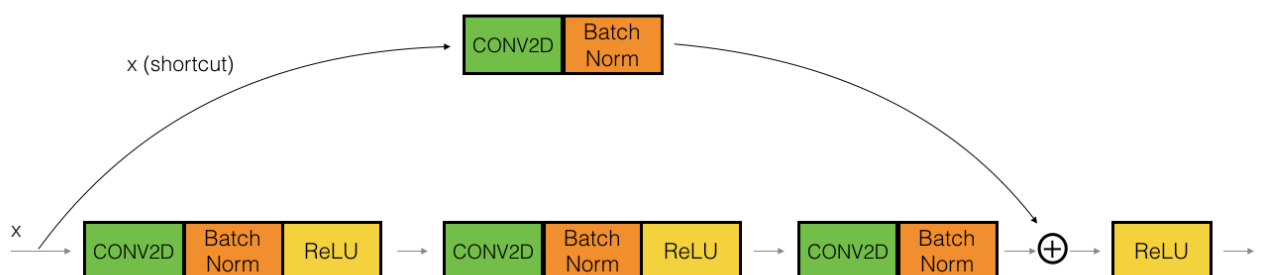 CONV2D
Batch
Norm
x (shortcut)
x
CONV2D
Batch
Norm
ReLU
CONV2D
Batch
Norm
ReLU
CONV2D
Batch
Norm
ReLU